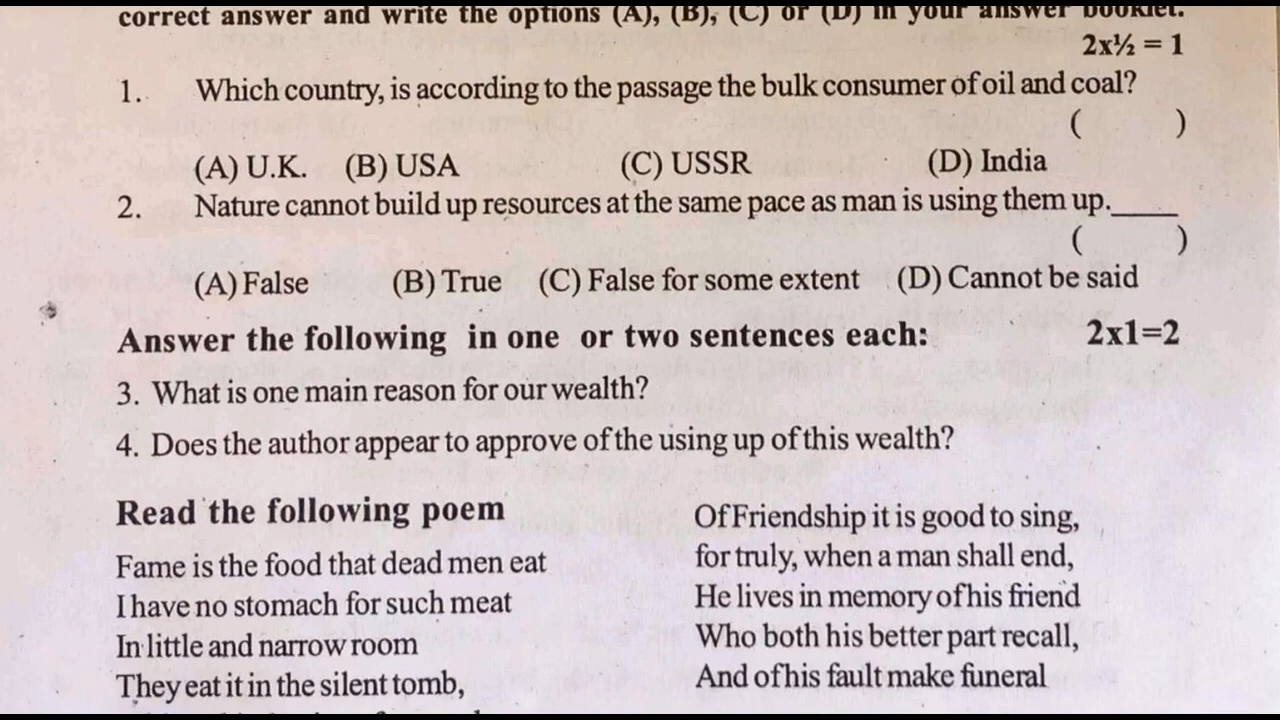 correct answer and write the options (A), (B), (C) or (D) in your answer booklet.
2x½ = 1
1. Which country, is according to the passage the bulk consumer of oil and coal?
( )
(A) U.K. (B) USA (C) USSR (D) India
2. Nature cannot build up resources at the same pace as man is using them up.____
( )
(A) False (B) True (C) False for some extent (D) Cannot be said
Answer the following in one or two sentences each: 2x1=2
3. What is one main reason for our wealth?
4. Does the author appear to approve of the using up of this wealth?
Read the following poem
Fame is the food that dead men eat
I have no stomach for such meat
In little and narrow room
They eat it in the silent tomb,
Of Friendship it is good to sing,
for truly, when a man shall end,
He lives in memory of his friend
Who both his better part recall,
And of his fault make funeral